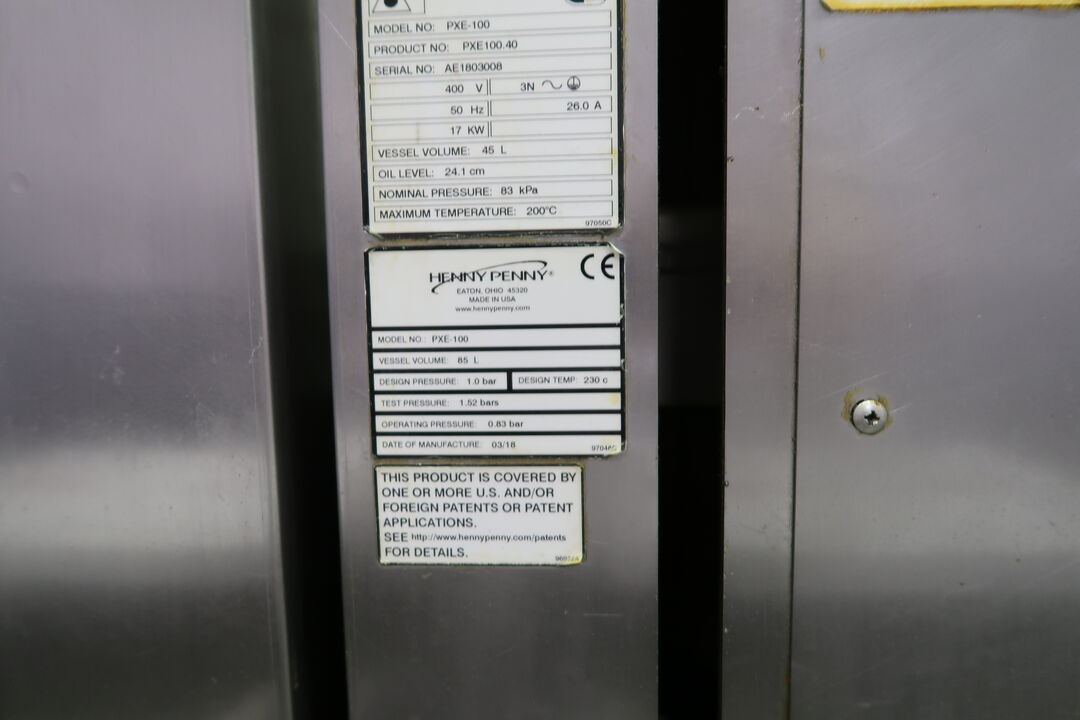 MODEL NO: PXE-100
PRODUCT NO: PXE100.40
SERIAL NO: AE1803008
400 V 3N
50 Hz 26.0 A
17 KW
VESSEL VOLUME: 45 L
OIL LEVEL: 24.1 cm
NOMINAL PRESSURE: 83 kPa
MAXIMUM TEMPERATURE: 200°C
97050C
HENNY PENNY® CE
EATON, OHIO 45320
MADE IN USA
www.hennypenny.com
MODEL NO.: PXE-100
VESSEL VOLUME: 85 L
DESIGN PRESSURE: 1.0 bar DESIGN TEMP: 230 c
TEST PRESSURE: 1.52 bars
OPERATING PRESSURE: 0.83 bar
DATE OF MANUFACTURE: 03/18
THIS PRODUCT IS COVERED BY
ONE OR MORE U.S. AND/OR
FOREIGN PATENTS OR PATENT
APPLICATIONS.
SEE http://www.hennypenny.com/patents
FOR DETAILS.